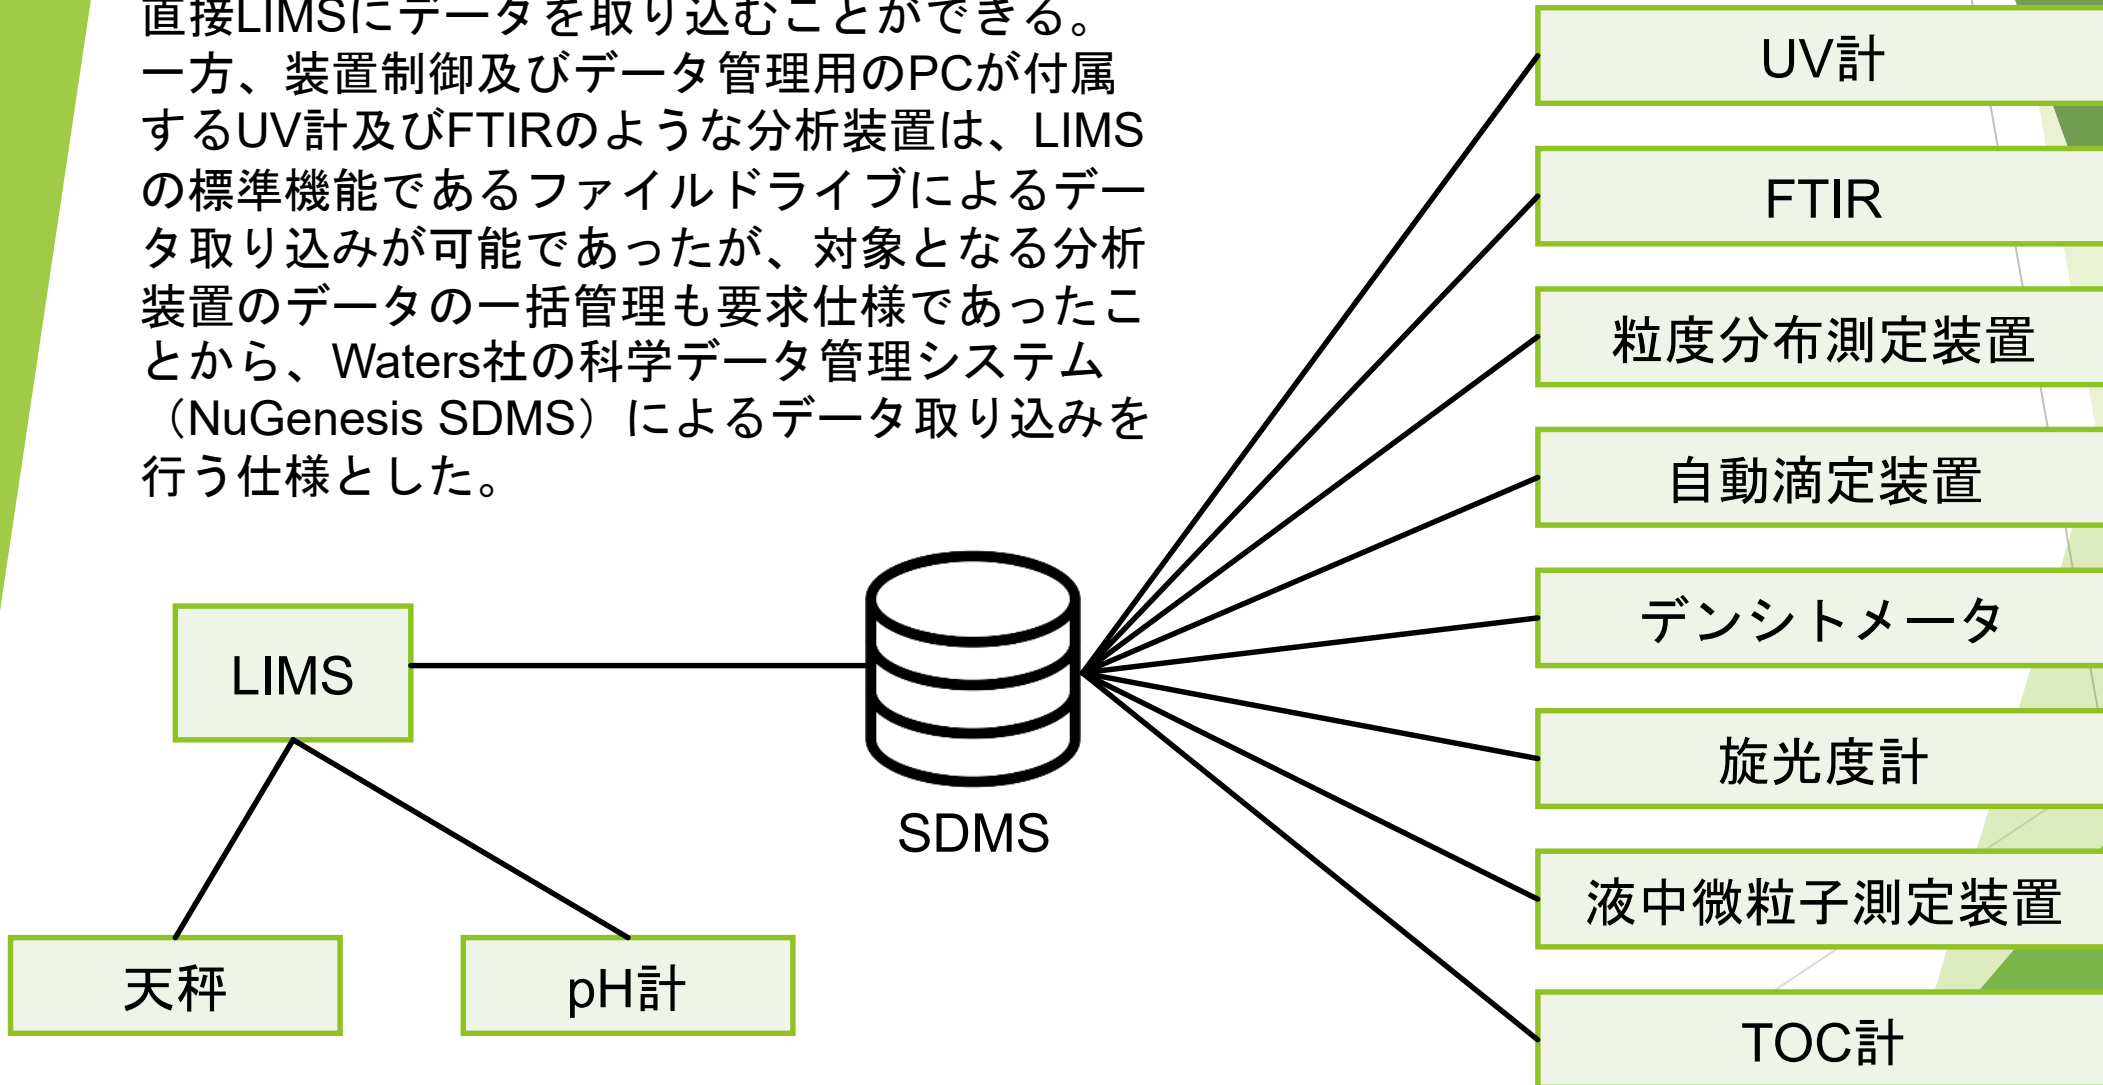 直接LIMSにデータを取り込むことができる。
一方、装置制御及びデータ管理用のPCが付属
するUV計及びFTIRのような分析装置は、LIMS
の標準機能であるファイルドライブによるデー
タ取り込みが可能であったが、対象となる分析
装置のデータの一括管理も要求仕様であったこ
とから、Waters社の科学データ管理システム
（NuGenesis SDMS）によるデータ取り込みを
行う仕様とした。
LIMS
SDMS
天秤
pH計
UV計
FTIR
粒度分布測定装置
自動滴定装置
デンシトメータ
旋光度計
液中微粒子測定装置
TOC計